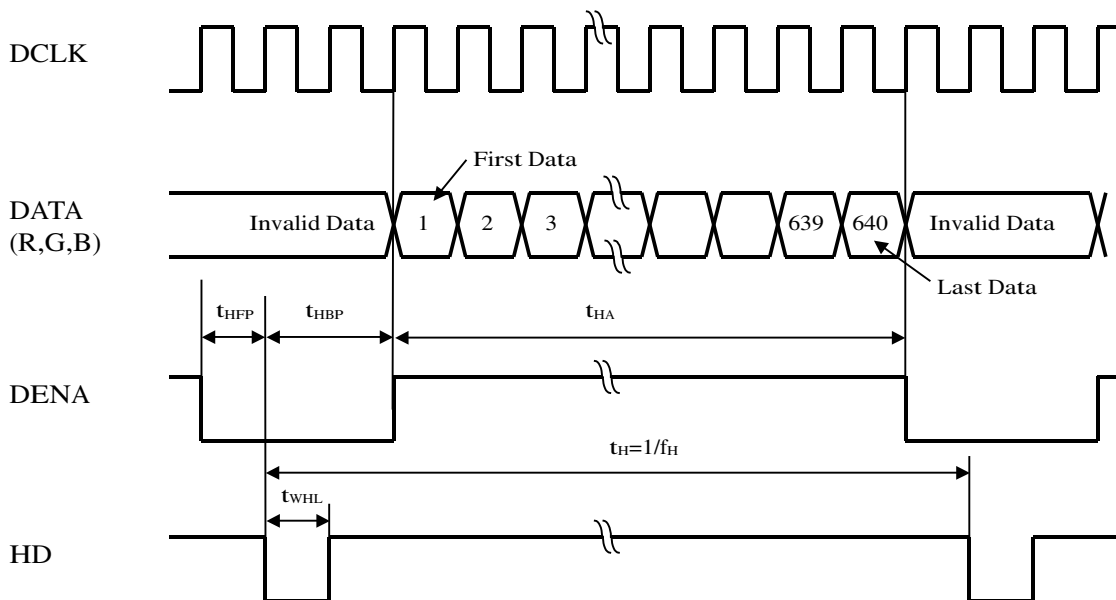 DCLK
First Data
DATA
(R,G,B)
Invalid Data 1 2 3 639 640 Invalid Data
Last Data
tHFP tHBP tHA
DENA
tH=1/fH
tWHL
HD